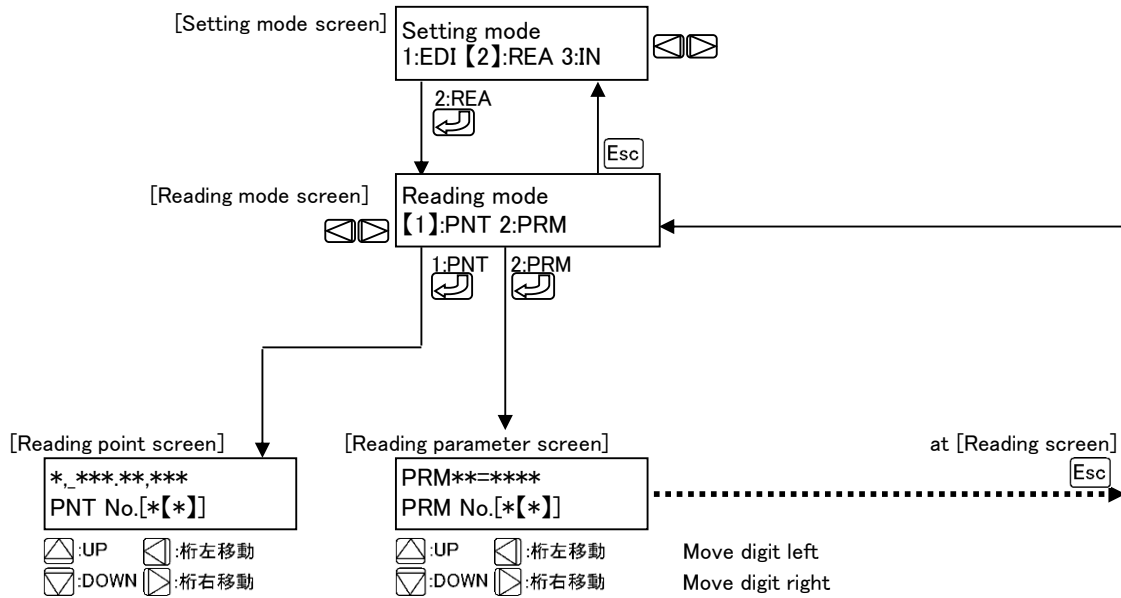 [Setting mode screen]
Setting mode
1:EDI【2】:REA 3:IN
2:REA
Esc
[Reading mode screen]
Reading mode
【1】:PNT 2:PRM
1:PNT
2:PRM
[Reading point screen]
*,_***.**,***
PNT No.[*【*】]
:UP :桁左移動
:DOWN :桁右移動
[Reading parameter screen]
PRM**=****
PRM No.[*【*】]
:UP :桁左移動
:DOWN :桁右移動
Move digit left
Move digit right
at [Reading screen]
Esc